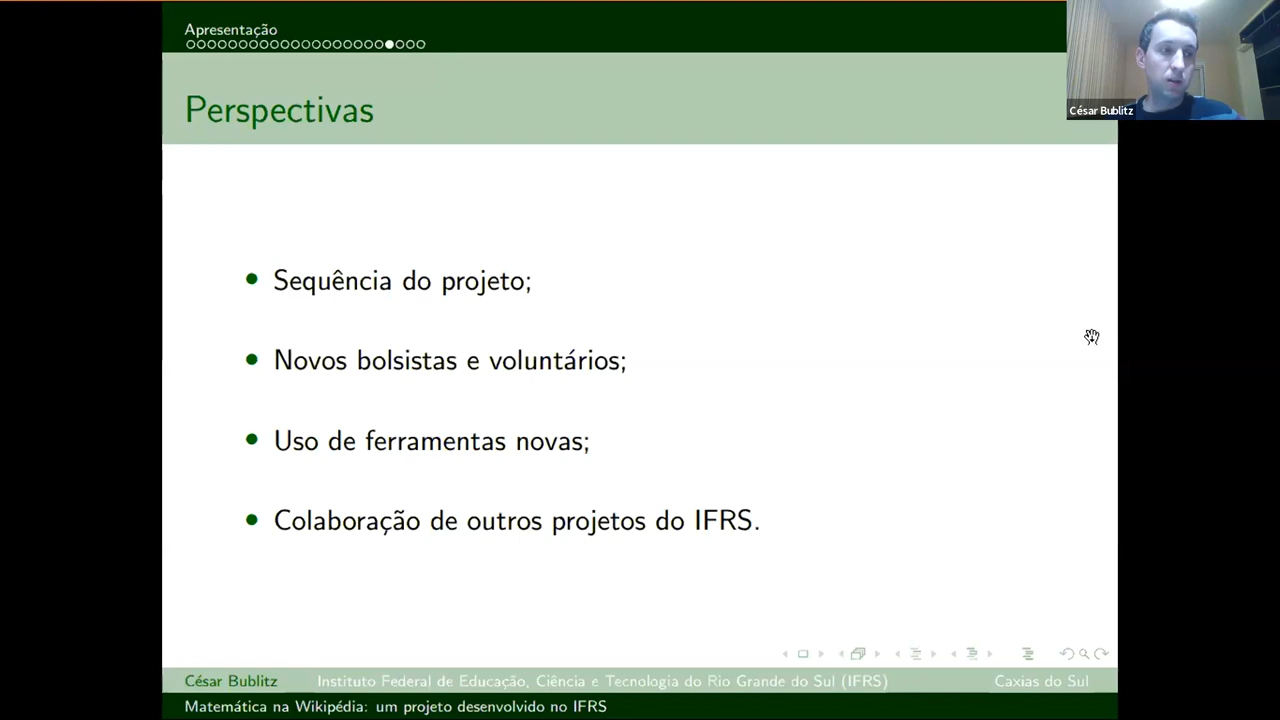 Apresentação
César Bublitz
Perspectivas
Sequência do projeto;
Novos bolsistas e voluntários;
Uso de ferramentas novas;
Colaboração de outros projetos do IFRS.
César Bublitz Instituto Federal de Educação, Ciência e Tecnologia do Rio Grande do Sul (IFRS) Caxias do Sul
Matemática na Wikipédia: um projeto desenvolvido no IFRS